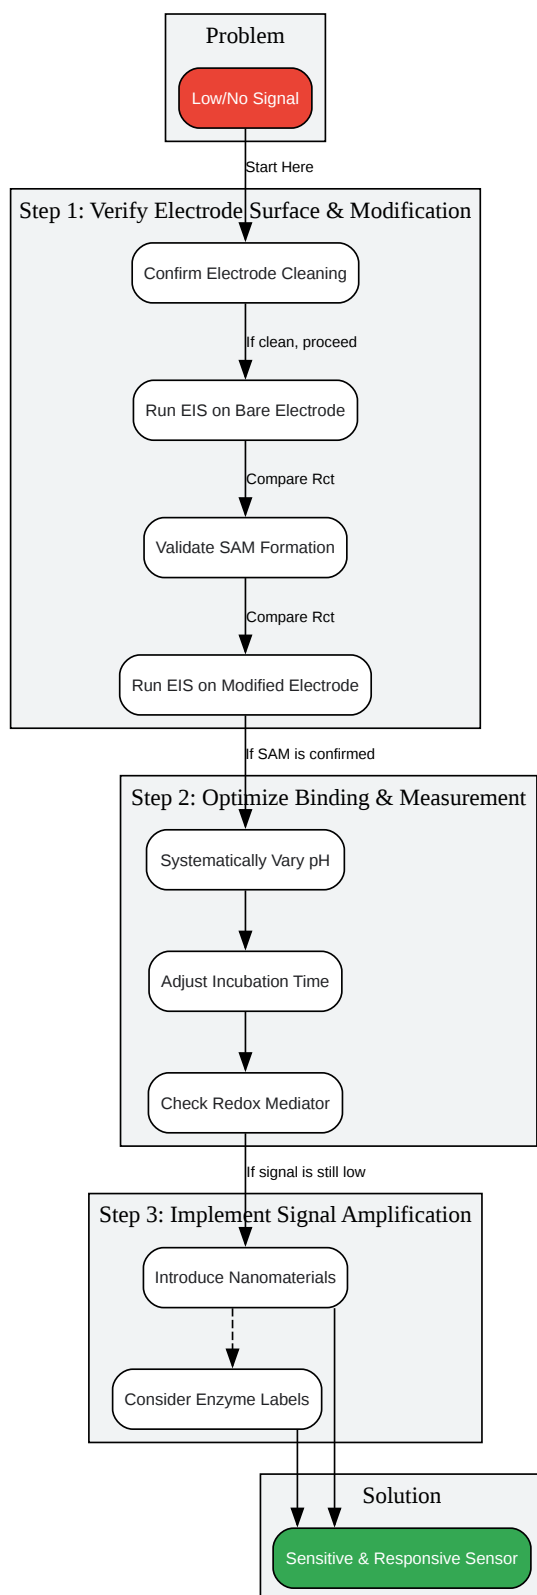 Problem
Low/No Signal
Start Here
Step 1: Verify Electrode Surface & Modification
Confirm Electrode Cleaning
If clean, proceed
Run EIS on Bare Electrode
Compare Rct
Validate SAM Formation
Compare Rct
Run EIS on Modified Electrode
If SAM is confirmed
Step 2: Optimize Binding & Measurement
Systematically Vary pH
Adjust Incubation Time
Check Redox Mediator
If signal is still low
Step 3: Implement Signal Amplification
Introduce Nanomaterials
Consider Enzyme Labels
Solution
Sensitive & Responsive Sensor